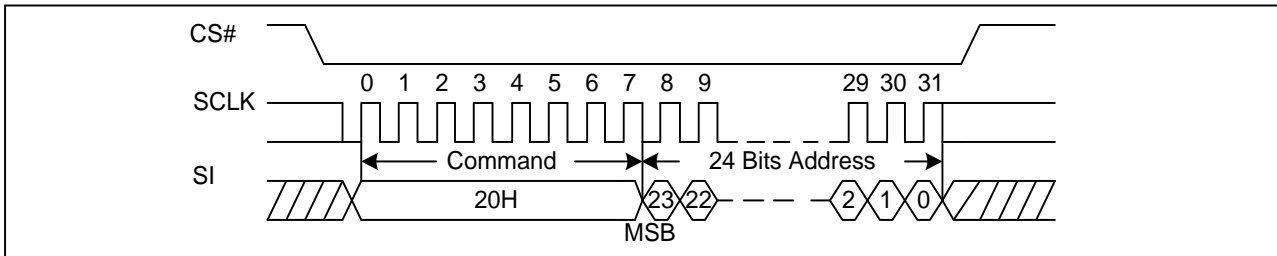 CS#
0 1 2 3 4 5 6 7 8 9 29 30 31
SCLK
Command 24 Bits Address
SI
20H 23 22 2 1 0
MSB